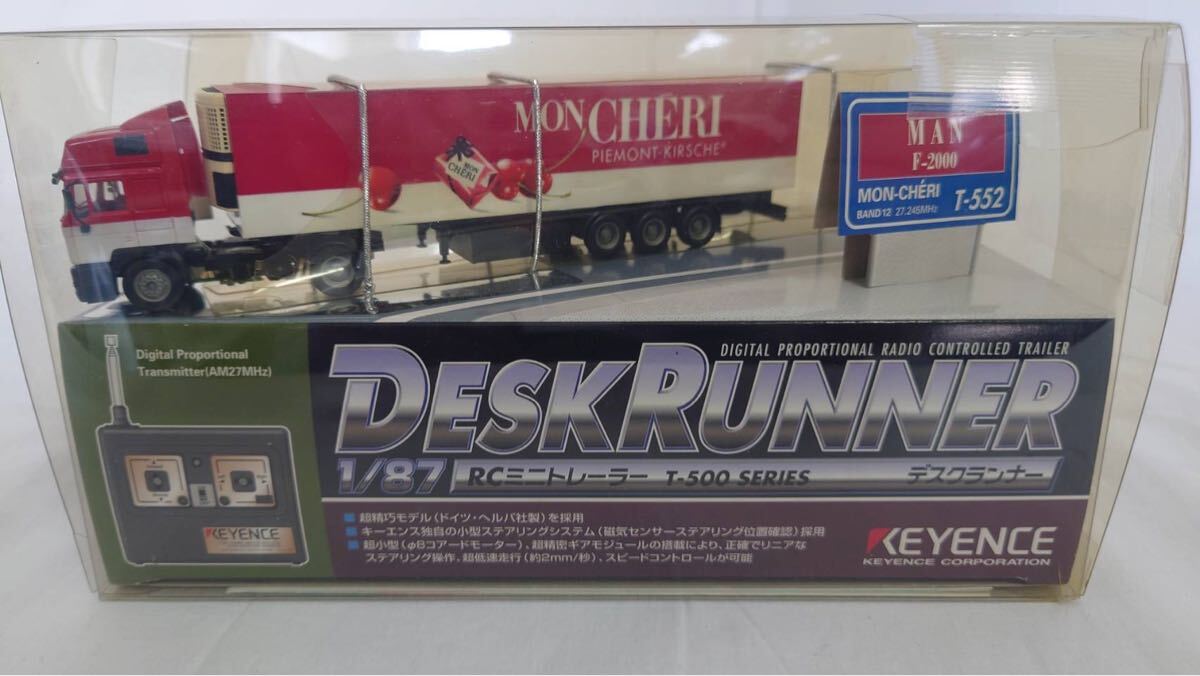 MON CHÉRI
PIEMONT-KIRSCHE®
MON
CHÉRI
MAN
F-2000
MON-CHÉRI
BAND12 27.245MHz T-552
Digital Proportional
Transmitter(AM27MHz)
DIGITAL PROPORTIONAL RADIO CONTROLLED TRAILER
DESKRUNNER
1/87 RCミニトレーラー T-500 SERIES デスクランナー
■超精巧モデル(ドイツ・ヘルパ社製)を採用
■キーエンス独自の小型ステアリングシステム(磁気センサーステアリング位置確認)採用
■超小型(φ6コアードモーター)、超精密ギアモジュールの搭載により、正確でリニアな
ステアリング操作、超低速走行(約2mm/秒)、スピードコントロールが可能
KEYENCE
KEYENCE
KEYENCE CORPORATION